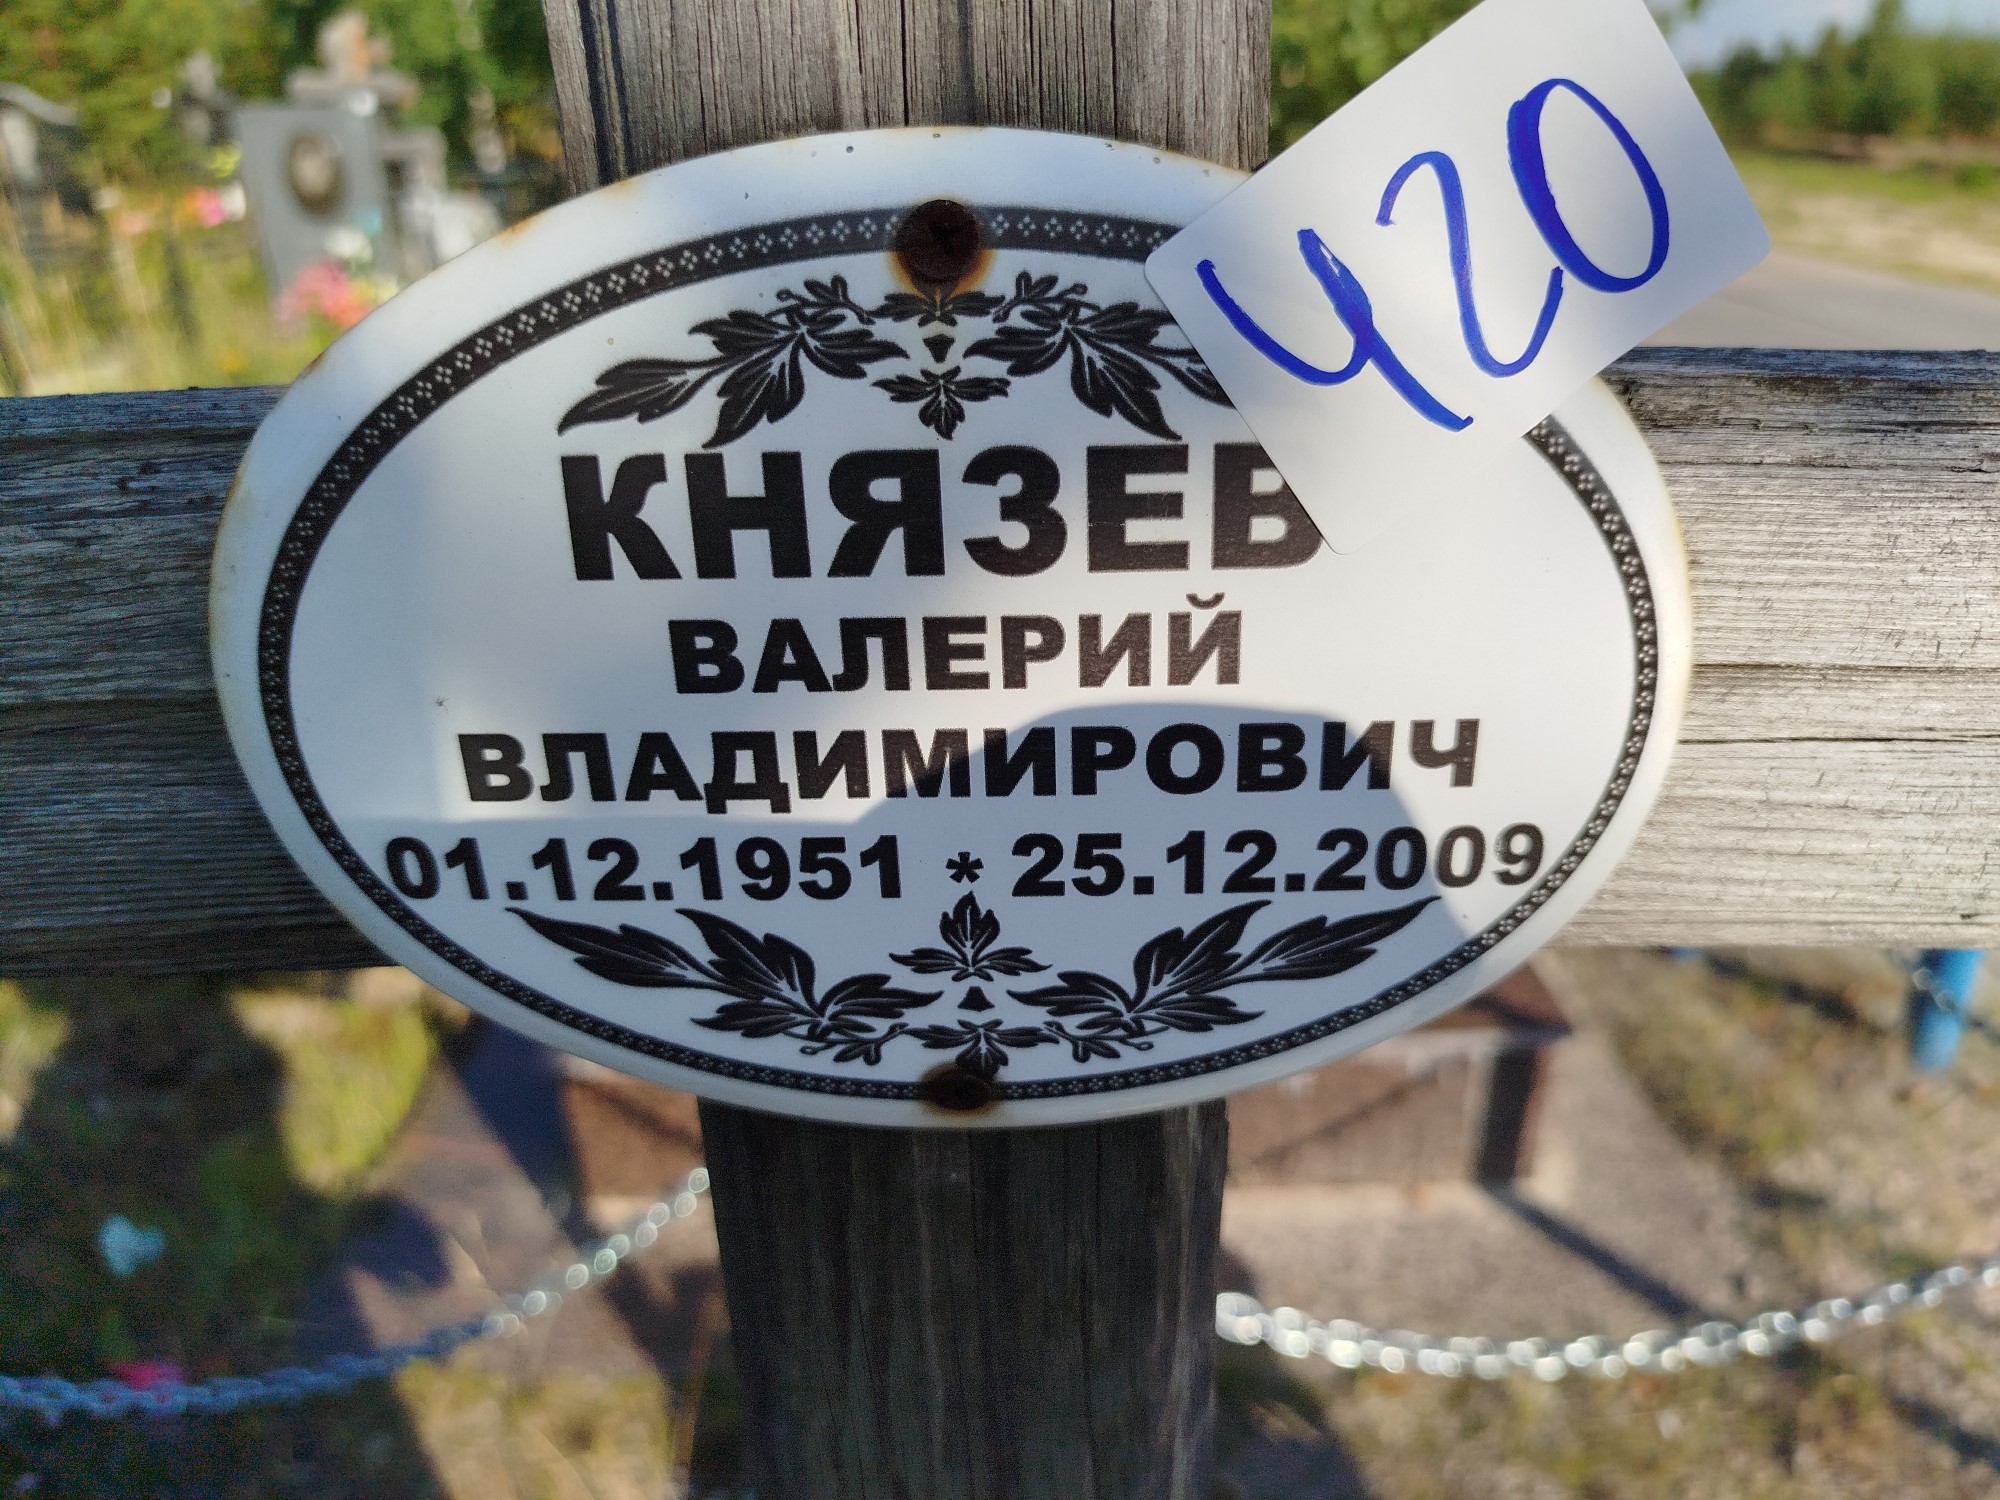 420
КНЯЗЕВ
ВАЛЕРИЙ
ВЛАДИМИРОВИЧ
01.12.1951 * 25.12.2009